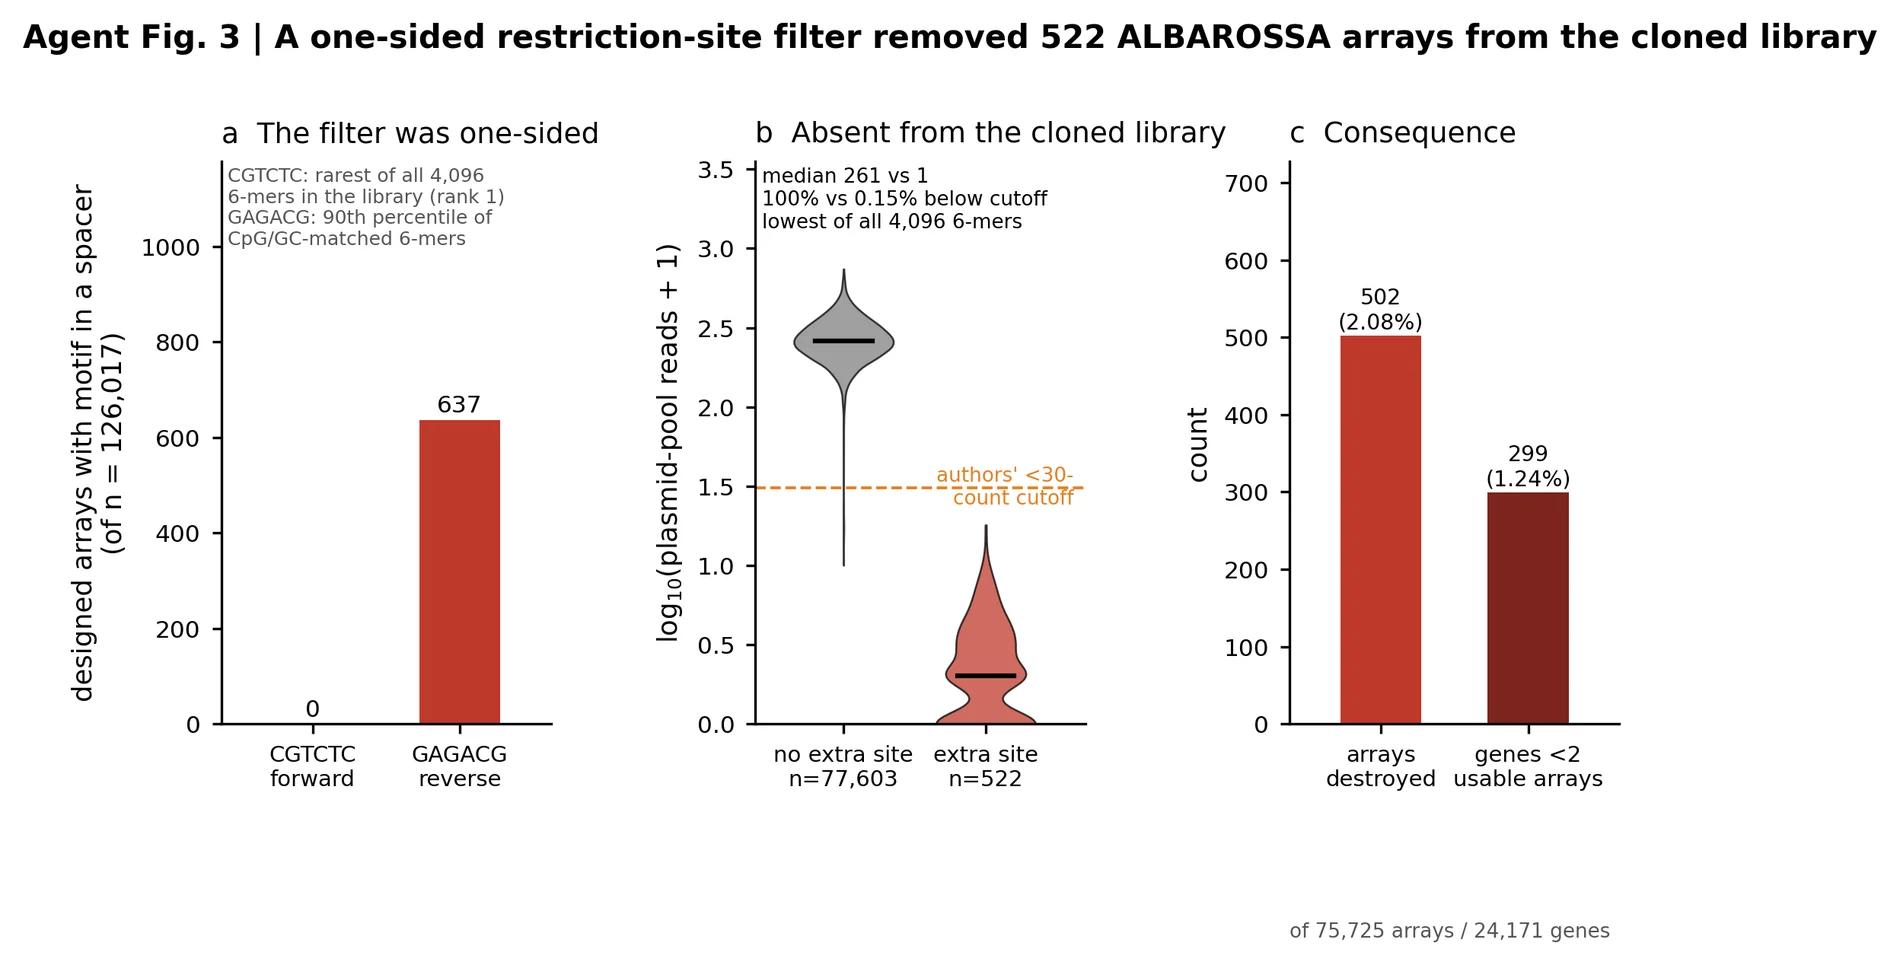 Agent Fig. 3 | A one-sided restriction-site filter removed 522 ALBAROSSA arrays from the cloned library
a The filter was one-sided
designed arrays with motif in a spacer
(of n = 126,017)
1000
800
600
400
200
0
CGTCTC: rarest of all 4,096
6-mers in the library (rank 1)
GAGACG: 90th percentile of
CpG/GC-matched 6-mers
0
637
CGTCTC
forward
GAGACG
reverse
b Absent from the cloned library
log₁₀(plasmid-pool reads + 1)
3.5
3.0
2.5
2.0
1.5
1.0
0.5
0.0
median 261 vs 1
100% vs 0.15% below cutoff
lowest of all 4,096 6-mers
authors' <30-
count cutoff
no extra site
n=77,603
extra site
n=522
c Consequence
count
700
600
500
400
300
200
100
0
502
(2.08%)
299
(1.24%)
arrays
destroyed
genes <2
usable arrays
of 75,725 arrays / 24,171 genes